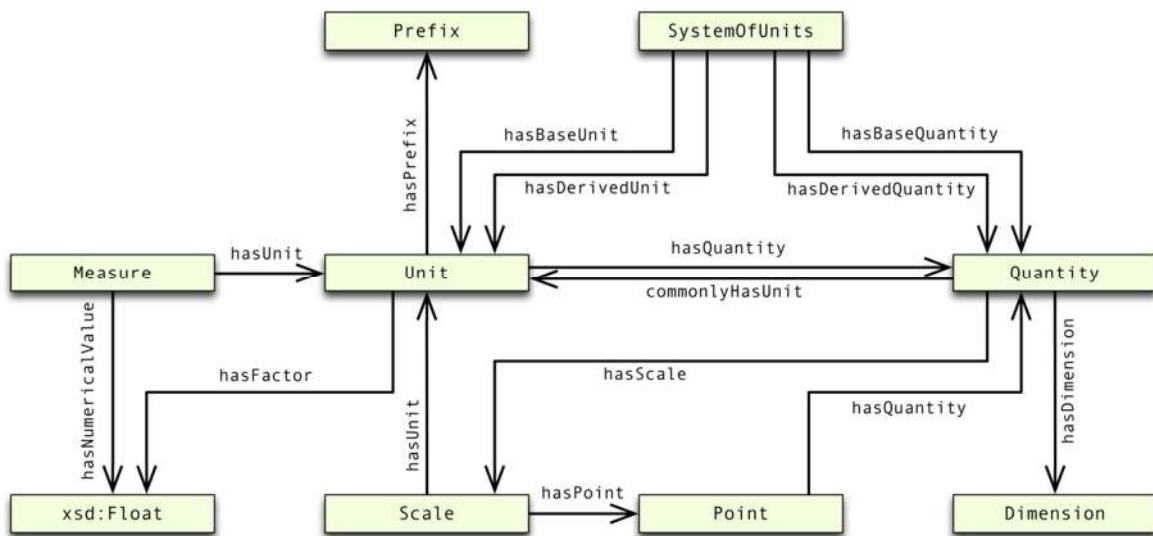 Prefix
SystemOfUnits
hasPrefix
hasBaseUnit
hasBaseQuantity
hasDerivedUnit
hasDerivedQuantity
Measure
hasUnit
Unit
hasQuantity
commonlyHasUnit
Quantity
hasNumericalValue
hasFactor
hasUnit
hasScale
hasQuantity
hasDimension
xsd:Float
Scale
hasPoint
Point
Dimension